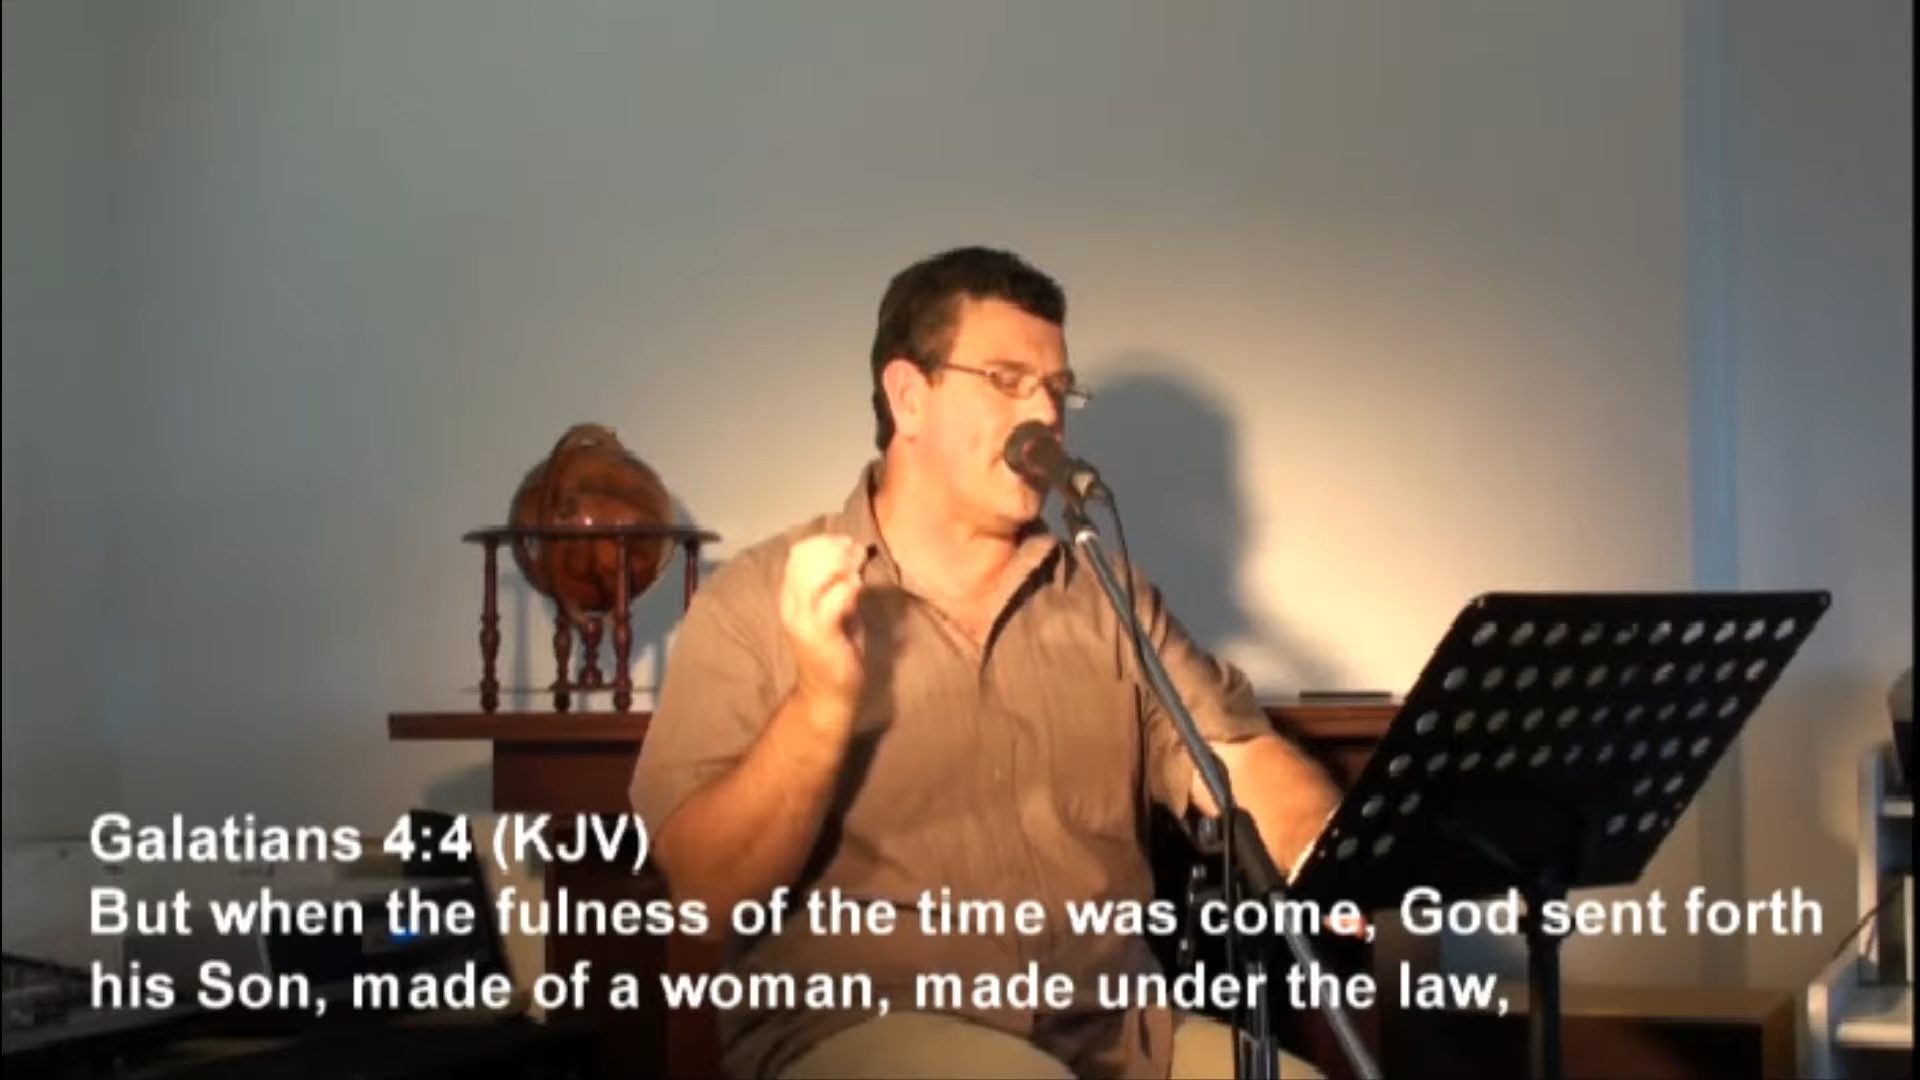 Galatians 4:4 (KJV)
But when the fulness of the time was come, God sent forth
his Son, made of a woman, made under the law,